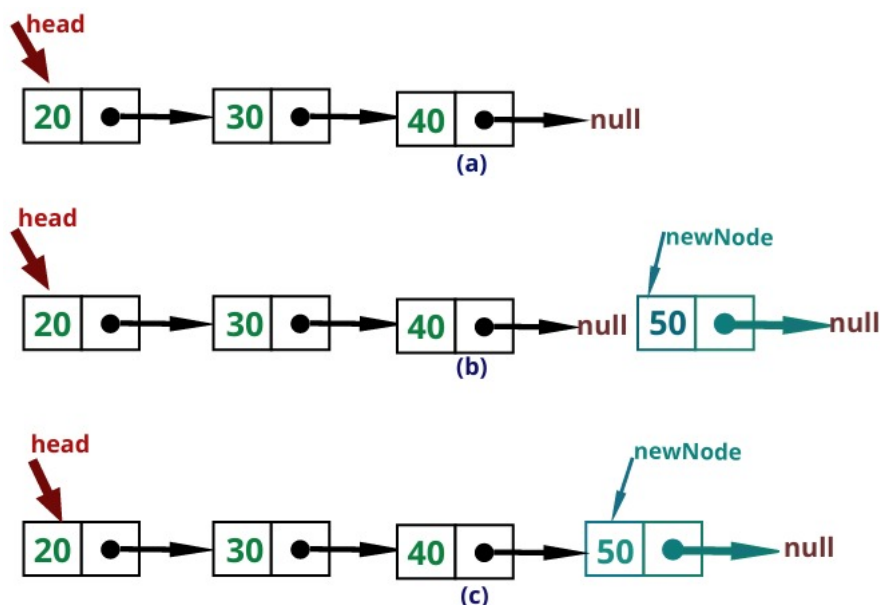 head
20 30 40 null
(a)
head
newNode
20 30 40 null 50 null
(b)
head
newNode
20 30 40 50 null
(c)